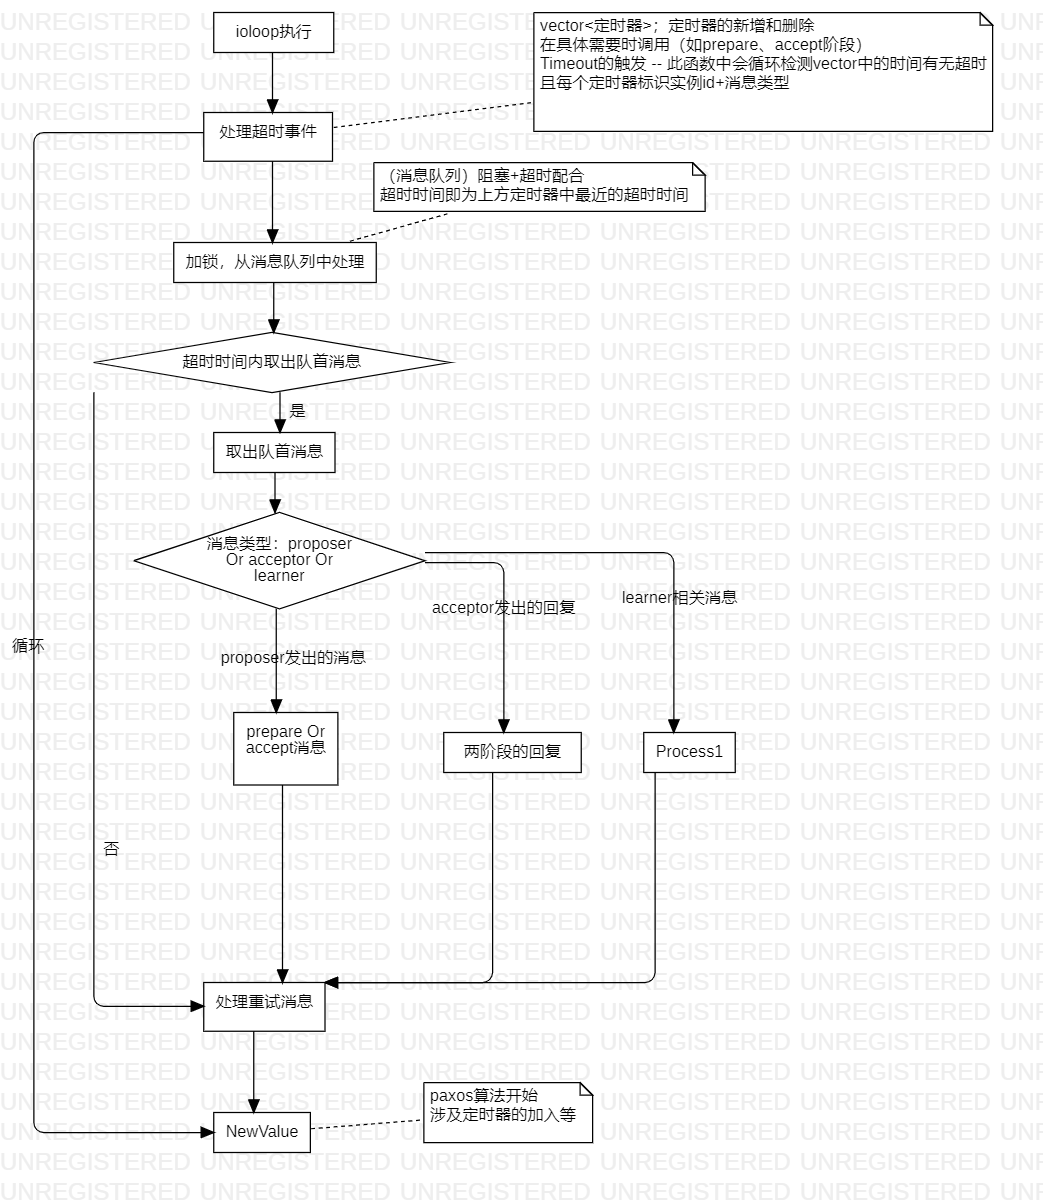 ioloop执行
vector<定时器>；定时器的新增和删除
在具体需要时调用（如prepare、accept阶段）
Timeout的触发 -- 此函数中会循环检测vector中的时间有无超时
且每个定时器标识实例id+消息类型
处理超时事件
（消息队列）阻塞+超时配合
超时时间即为上方定时器中最近的超时时间
加锁，从消息队列中处理
超时时间内取出队首消息
是
取出队首消息
消息类型：proposer
Or acceptor Or
learner
acceptor发出的回复
learner相关消息
循环
proposer发出的消息
prepare Or
accept消息
两阶段的回复
Process1
否
处理重试消息
paxos算法开始
涉及定时器的加入等
NewValue
UNREGISTERED